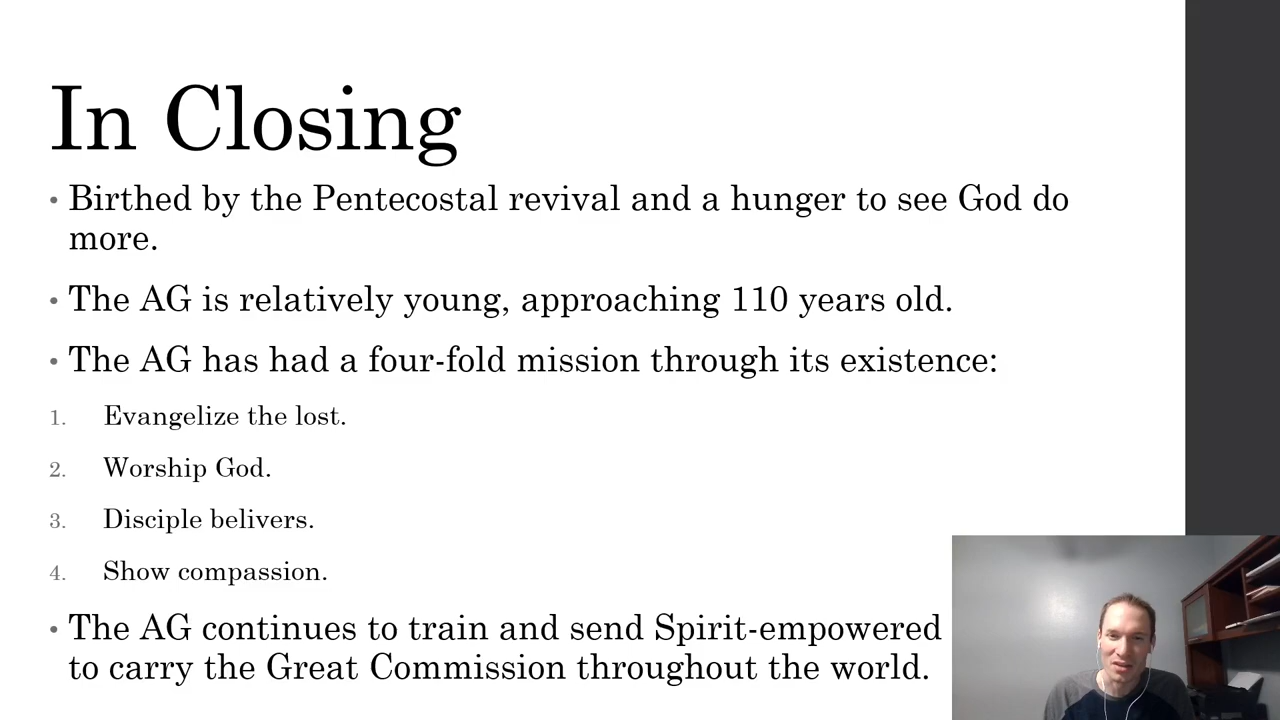 In Closing
• Birthed by the Pentecostal revival and a hunger to see God do
more.
• The AG is relatively young, approaching 110 years old.
• The AG has had a four-fold mission through its existence:
1. Evangelize the lost.
2. Worship God.
3. Disciple belivers.
4. Show compassion.
• The AG continues to train and send Spirit-empowered
to carry the Great Commission throughout the world.